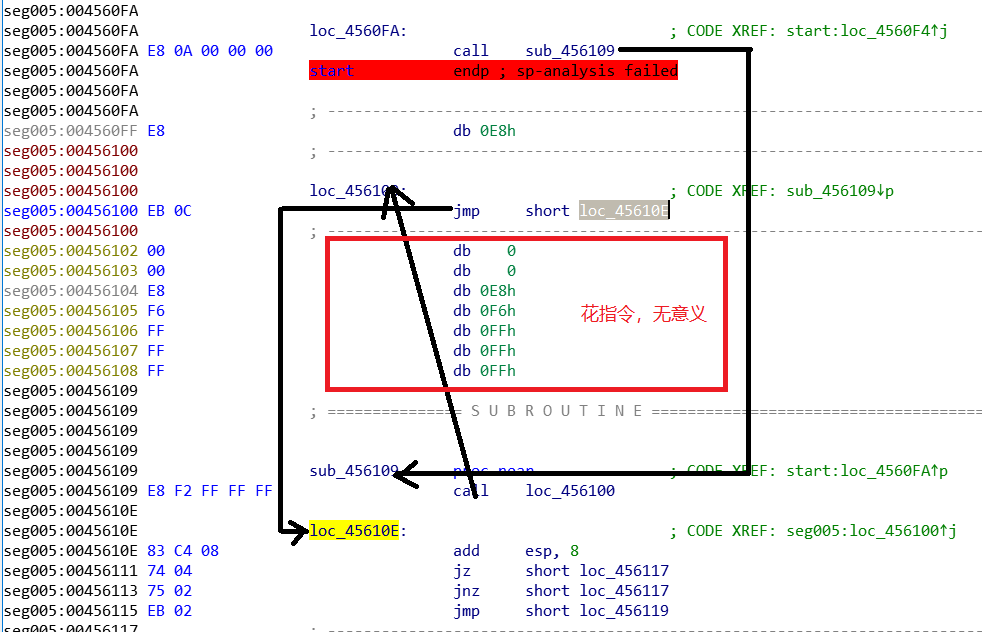 seg005:004560FA
seg005:004560FA loc_4560FA: ; CODE XREF: start:loc_4560F4↑j
seg005:004560FA E8 0A 00 00 00 call sub_456109
seg005:004560FA start endp ; sp-analysis failed
seg005:004560FA
seg005:004560FA ; ---------------------------------------------------------------------------
seg005:004560FF E8 db 0E8h
seg005:00456100 ; ---------------------------------------------------------------------------
seg005:00456100
seg005:00456100 loc_456100: ; CODE XREF: sub_456109↓p
seg005:00456100 EB 0C jmp short loc_45610E
seg005:00456100 ; ---------------------------------------------------------------------------
seg005:00456102 00 db 0
seg005:00456103 00 db 0
seg005:00456104 E8 db 0E8h
seg005:00456105 F6 db 0F6h
花指令，无意义
seg005:00456106 FF db 0FFh
seg005:00456107 FF db 0FFh
seg005:00456108 FF db 0FFh
seg005:00456109
seg005:00456109 ; =============== S U B R O U T I N E =======================================
seg005:00456109
seg005:00456109
seg005:00456109 sub_456109 proc near ; CODE XREF: start:loc_4560FA↑p
seg005:00456109 E8 F2 FF FF FF call loc_456100
seg005:0045610E
seg005:0045610E loc_45610E: ; CODE XREF: seg005:loc_456100↑j
seg005:0045610E 83 C4 08 add esp, 8
seg005:00456111 74 04 jz short loc_456117
seg005:00456113 75 02 jnz short loc_456117
seg005:00456115 EB 02 jmp short loc_456119
seg005:00456117 ; ---------------------------------------------------------------------------